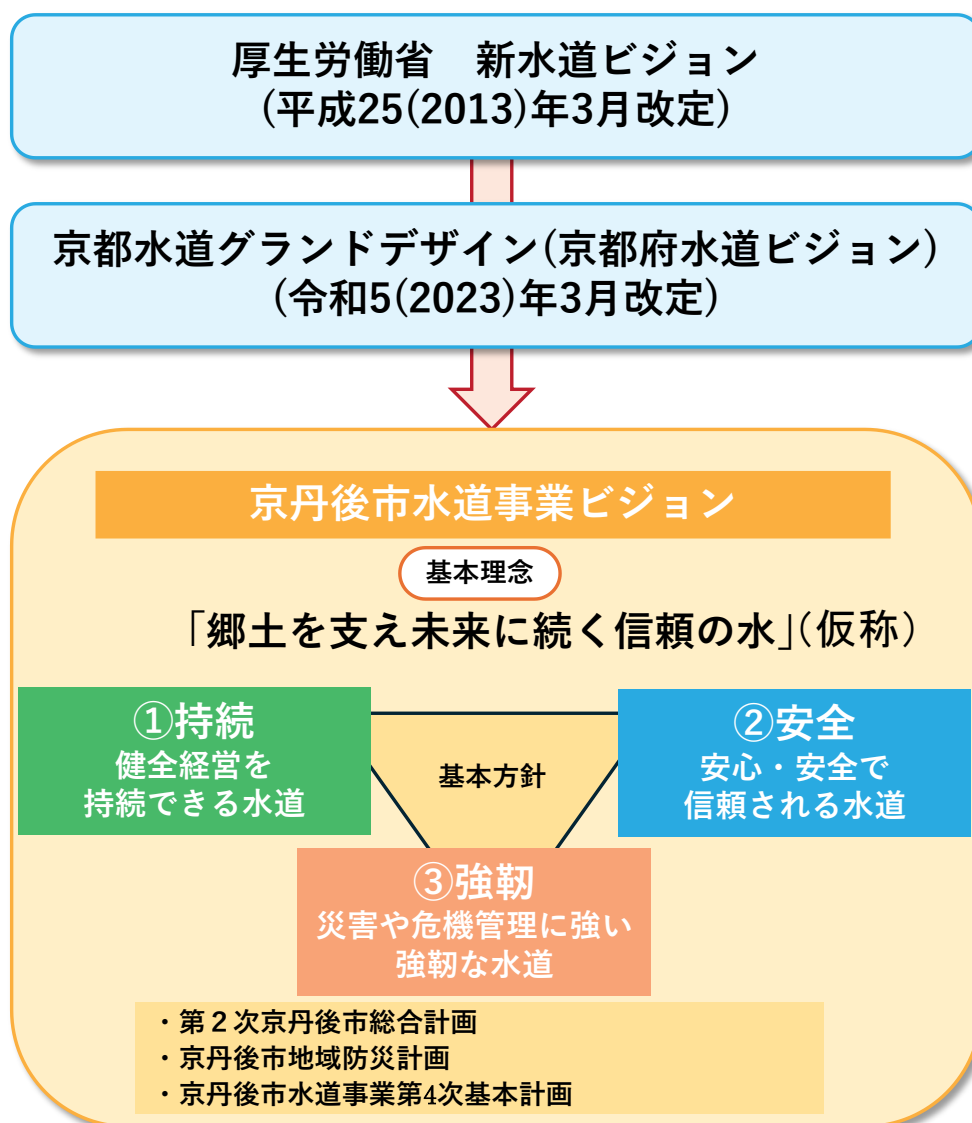 厚生労働省　新水道ビジョン
(平成25(2013)年3月改定)
京都水道グランドデザイン(京都府水道ビジョン)
(令和5(2023)年3月改定)
京丹後市水道事業ビジョン
基本理念
「郷土を支え未来に続く信頼の水」(仮称)
①持続
健全経営を
持続できる水道
基本方針
②安全
安心・安全で
信頼される水道
③強靭
災害や危機管理に強い
強靭な水道
・第２次京丹後市総合計画
・京丹後市地域防災計画
・京丹後市水道事業第4次基本計画